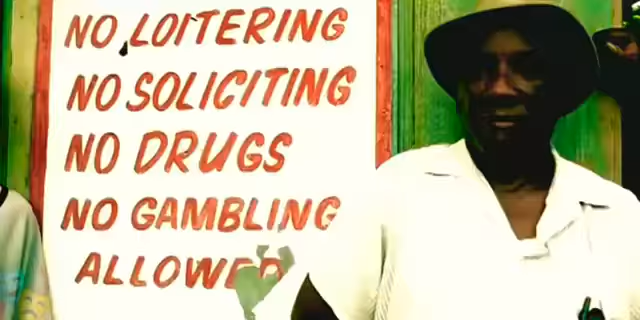 NO LOITERING
NO SOLICITING
NO DRUGS
NO GAMBLING
ALLOWED